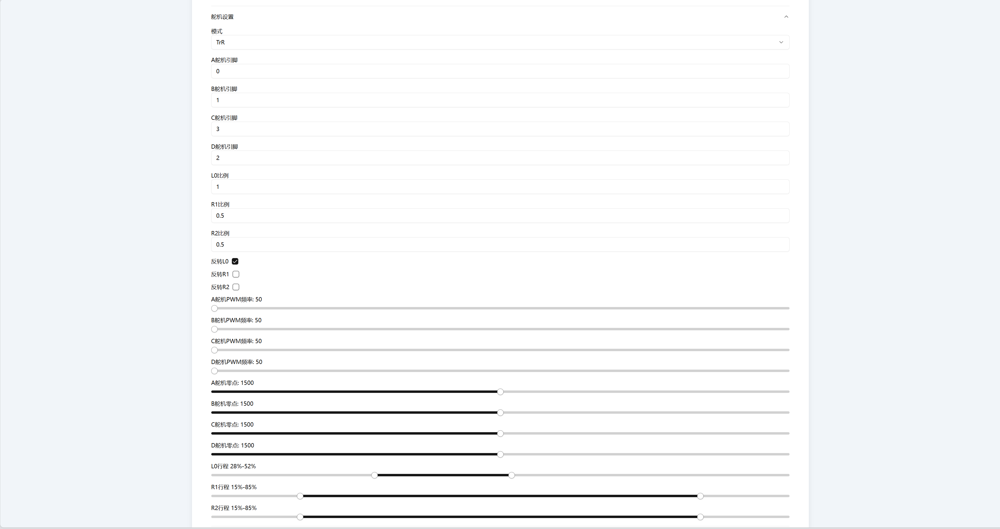 舵机设置
模式
TrR
A舵机引脚
0
B舵机引脚
1
C舵机引脚
3
D舵机引脚
2
L0比例
1
R1比例
0.5
R2比例
0.5
反转L0
反转R1
反转R2
A舵机PWM频率: 50
B舵机PWM频率: 50
C舵机PWM频率: 50
D舵机PWM频率: 50
A舵机零点: 1500
B舵机零点: 1500
C舵机零点: 1500
D舵机零点: 1500
L0行程 28%-52%
R1行程 15%-85%
R2行程 15%-85%